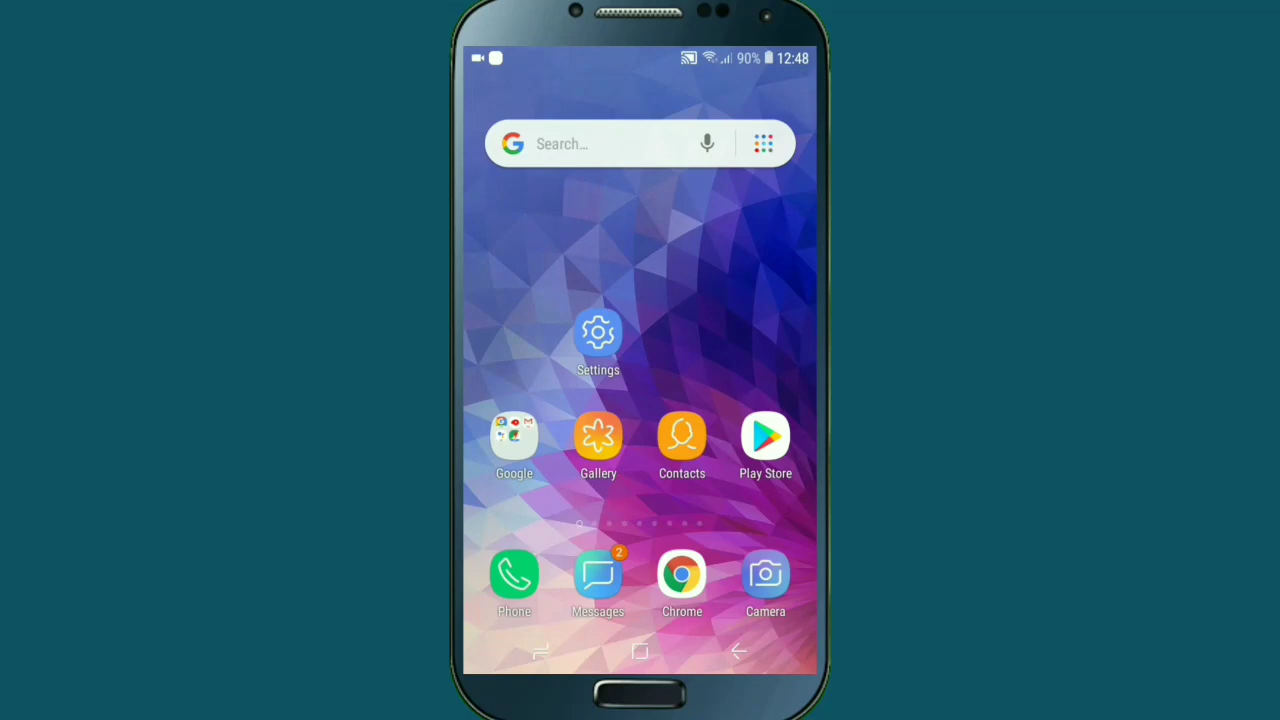 90% 12:48
Search...
Settings
Google Gallery Contacts Play Store
2
Phone Messages Chrome Camera